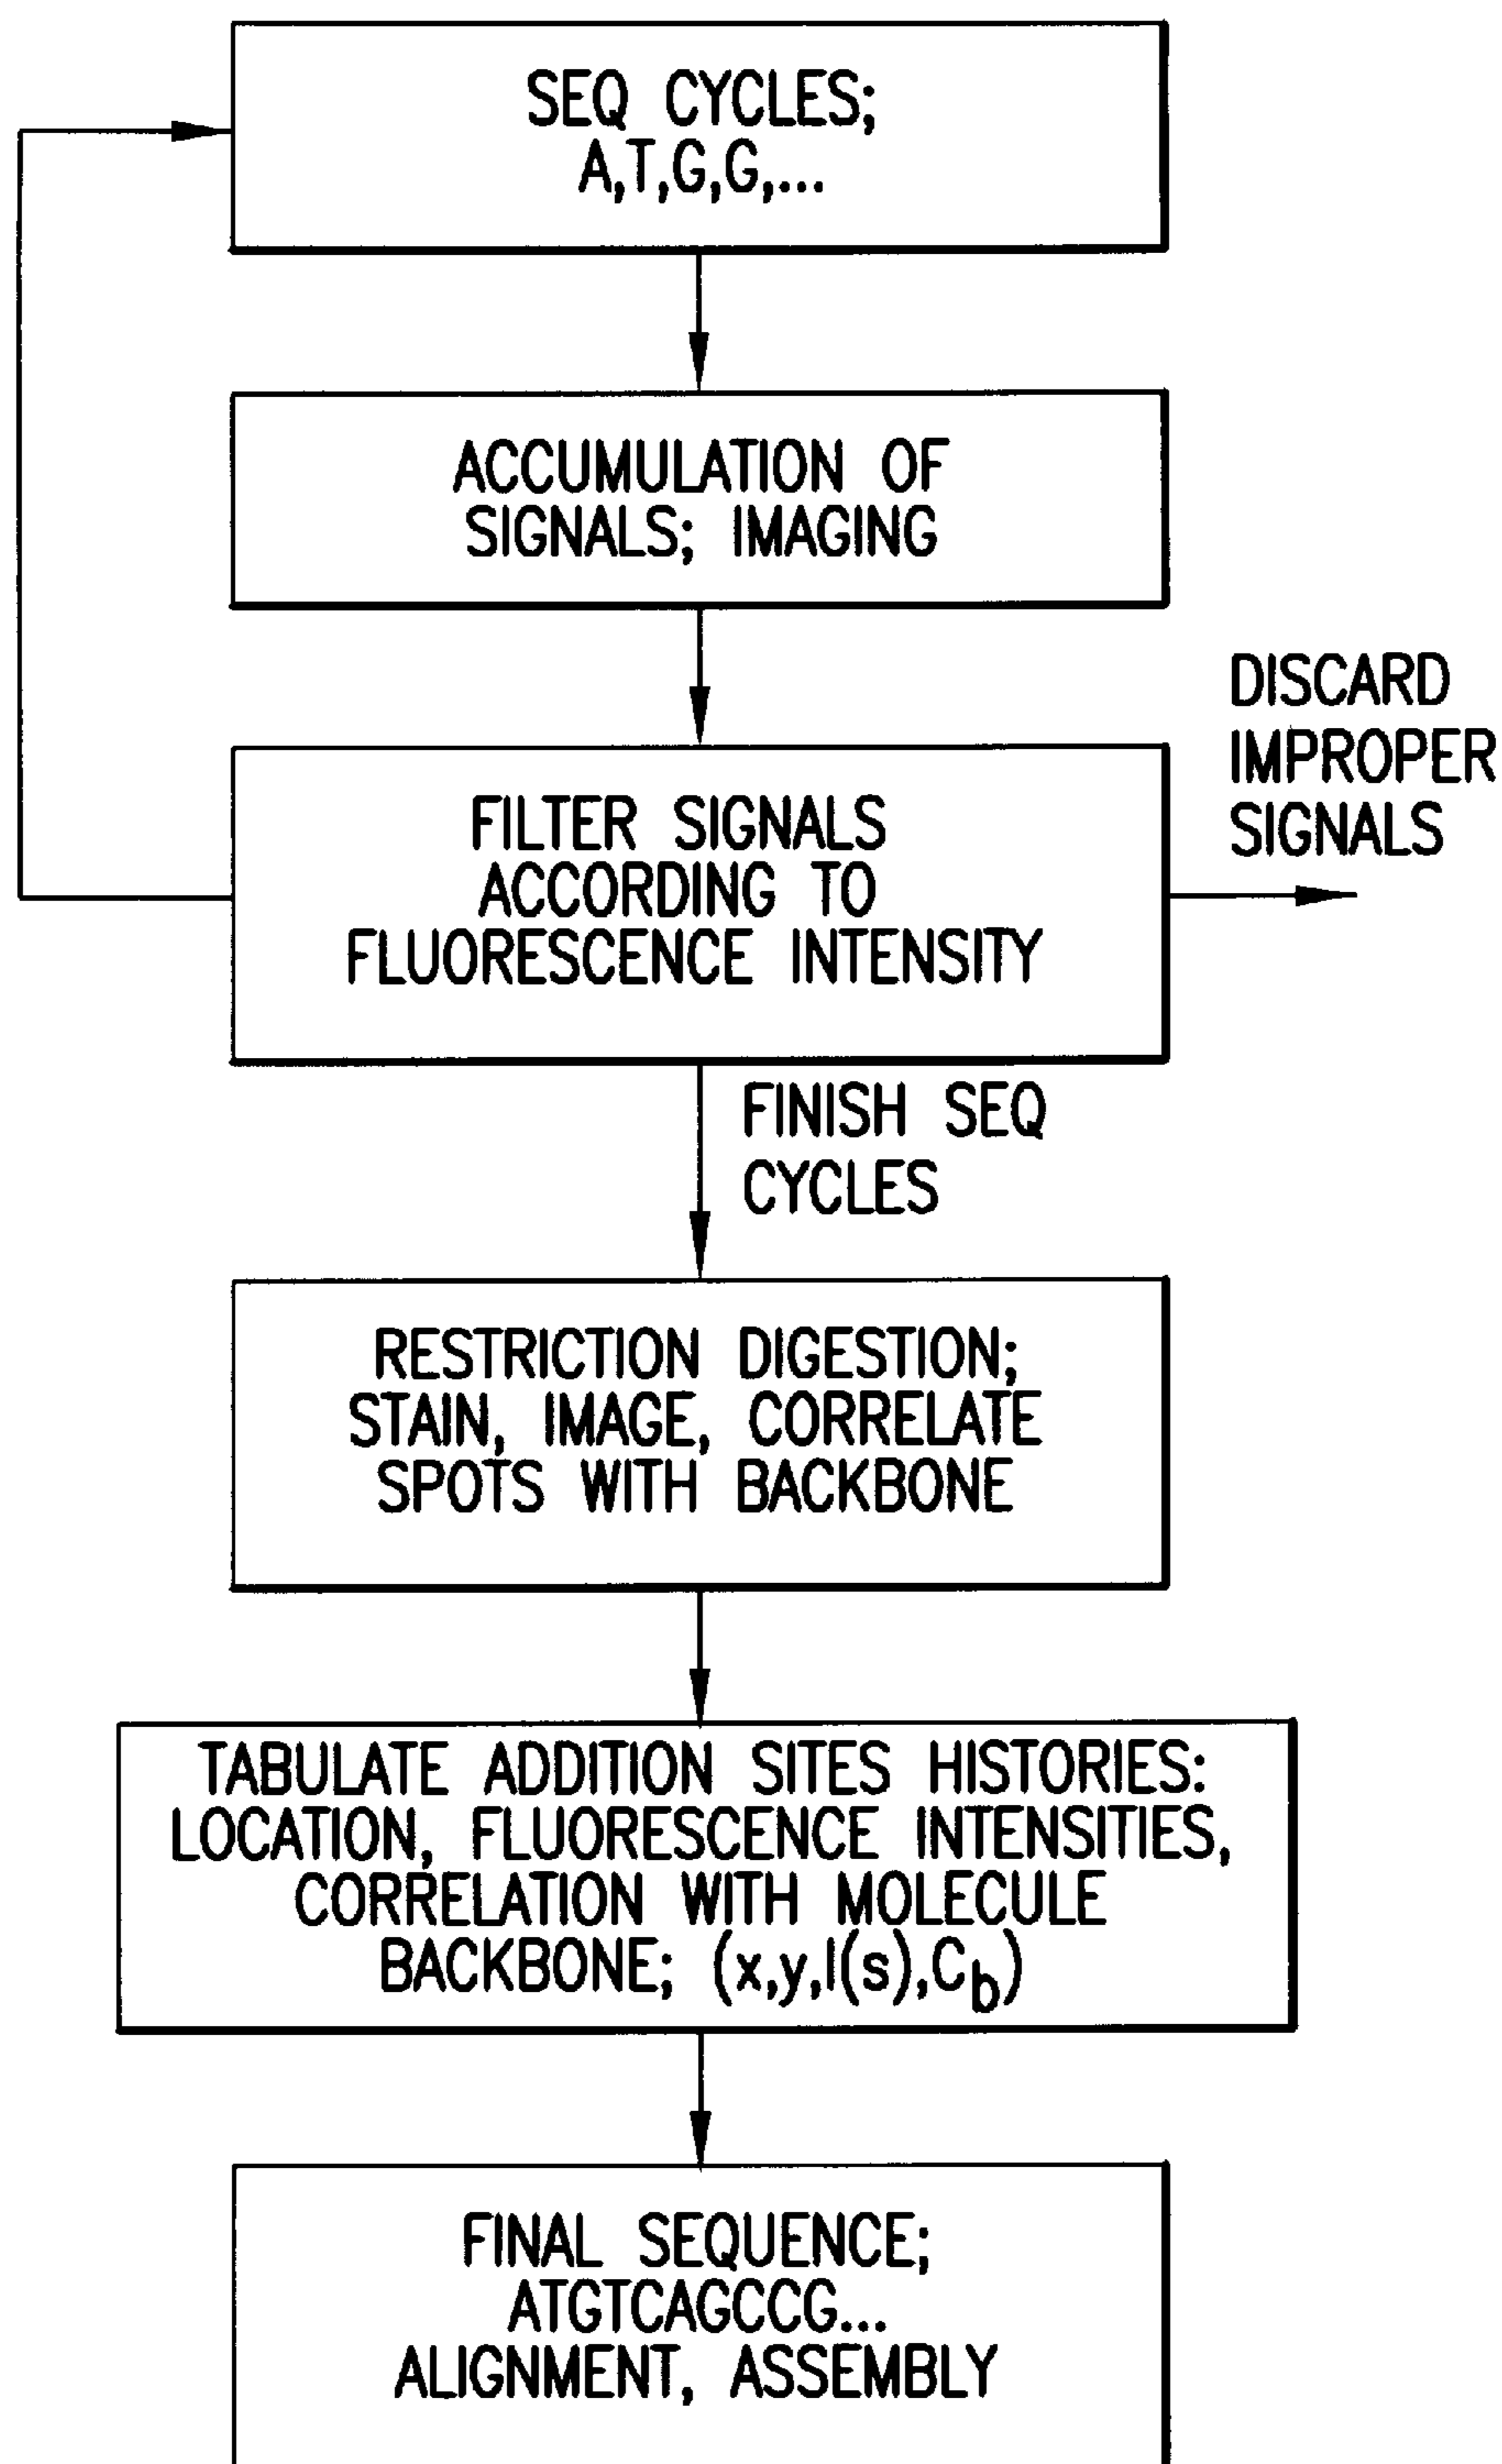 SEQ CYCLES;
A,T,G,G,...
ACCUMULATION OF
SIGNALS; IMAGING
DISCARD
IMPROPER
SIGNALS
FILTER SIGNALS
ACCORDING TO
FLUORESCENCE INTENSITY
FINISH SEQ
CYCLES
RESTRICTION DIGESTION;
STAIN, IMAGE, CORRELATE
SPOTS WITH BACKBONE
TABULATE ADDITION SITES HISTORIES:
LOCATION, FLUORESCENCE INTENSITIES,
CORRELATION WITH MOLECULE
BACKBONE; (x,y,I(s),Cb)
FINAL SEQUENCE;
ATGTCAGCCG...
ALIGNMENT, ASSEMBLY